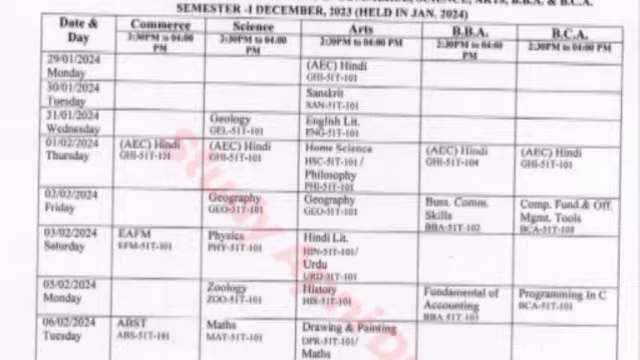 SCIENCE, ARTS, B.B.A. & B.C.A.
SEMESTER -I DECEMBER, 2023 (HELD IN JAN. 2024)
Date & Day Commerce Science Arts B.B.A. B.C.A.
2:30PM to 04:00 PM 2:30PM to 04:00 PM 2:30PM to 04:00 PM 2:30PM to 04:00 PM 2:30PM to 04:00 PM
29/01/2024 Monday (AEC) Hindi
GHI-51T-101
30/01/2024 Tuesday Sanskrit
SAN-51T-101
31/01/2024 Wednesday Geology English Lit.
GEL-51T-101 ENG-51T-101
01/02/2024 Thursday (AEC) Hindi (AEC) Hindi Home Science (AEC) Hindi (AEC) Hindi
GHI-51T-101 GHI-51T-101 HSC-51T-101/ GHI-51T-104 GHI-51T-101
Philosophy
PHI-51T-101
02/02/2024 Friday Geography Geography Buss. Comm. Skills Comp. Fund.& Off. Mgmt. Tools
GEO-51T-101 GEO-51T-101 BBA-51T-102 BCA-51T-103
03/02/2024 Saturday EAFM Physics Hindi Lit.
EFM-51T-101 PHY-51T-101 HIN-51T-101/
Urdu
URD-51T-101
05/02/2024 Monday Zoology History Fundamental of Accounting Programming In C
ZOO-51T-101 HIS-51T-101 BBA-51T-103 BCA-51T-101
06/02/2024 Tuesday ABST Maths Drawing & Painting
ABS-51T-101 MAT-51T-101 DPR-51T-101/
Maths